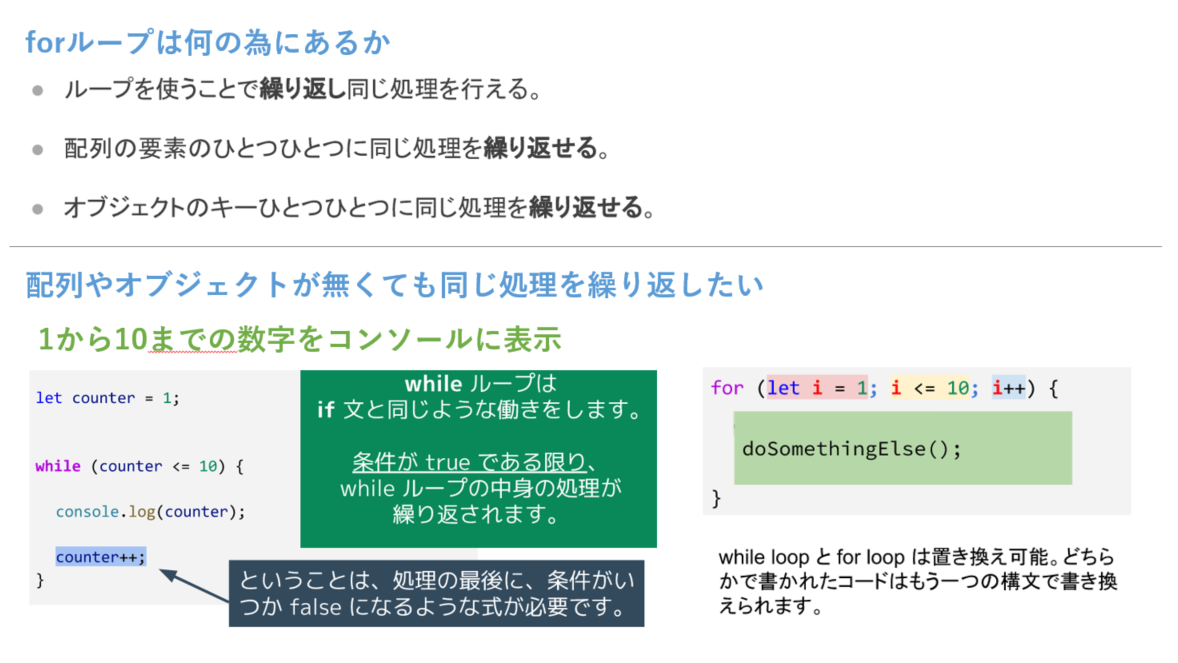 forループは何の為にあるか
● ループを使うことで繰り返し同じ処理を行える。
● 配列の要素のひとつひとつに同じ処理を繰り返せる。
● オブジェクトのキーひとつひとつに同じ処理を繰り返せる。
配列やオブジェクトが無くても同じ処理を繰り返したい
1から10までの数字をコンソールに表示
let counter = 1;
while (counter <= 10) {
console.log(counter);
counter++;
}
while ループは
if 文と同じような働きをします。
条件が true である限り、
while ループの中身の処理が
繰り返されます。
ということは、処理の最後に、条件がい
つか false になるような式が必要です。
for (let i = 1; i <= 10; i++) {
doSomethingElse();
}
while loop と for loop は置き換え可能。どちら
かで書かれたコードはもう一つの構文で書き換
えられます。